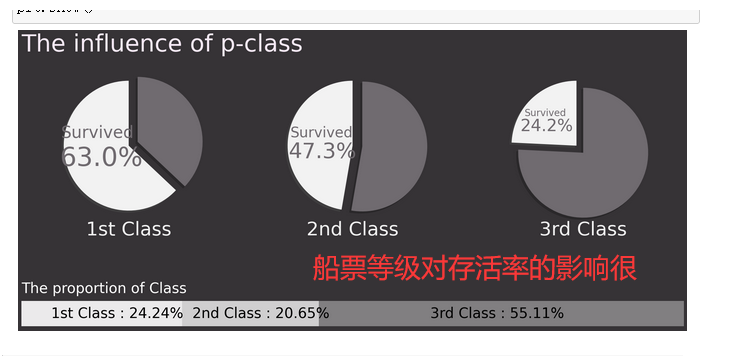 The influence of p-class
Survived
63.0%
Survived
47.3%
Survived
24.2%
1st Class
2nd Class
3rd Class
船票等级对存活率的影响很
The proportion of Class
1st Class : 24.24%
2nd Class : 20.65%
3rd Class : 55.11%